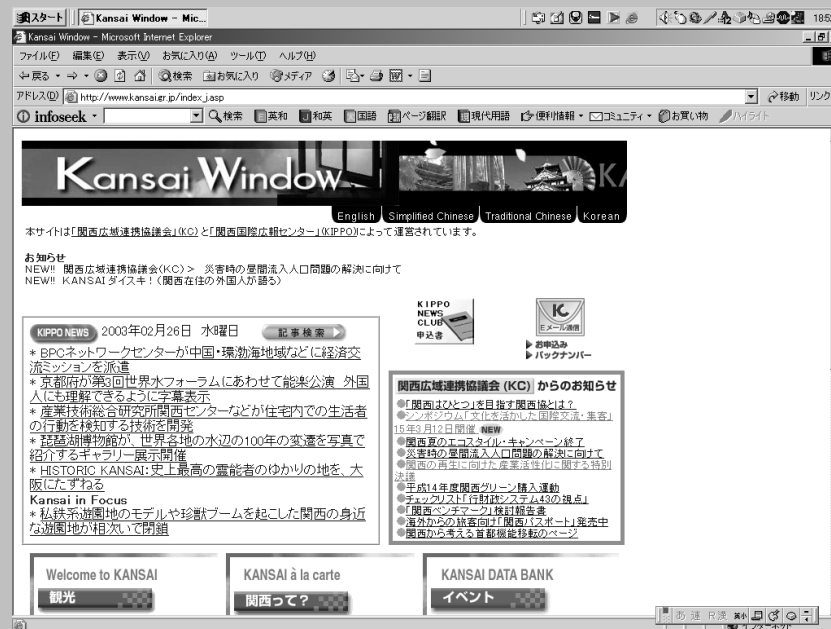 スタート Kansai Window - Mic... 185
Kansai Window - Microsoft Internet Explorer
ファイル(F) 編集(E) 表示(V) お気に入り(A) ツール(T) ヘルプ(H)
戻る 検索 お気に入り メディア
アドレス(D) http://www.kansai.gr.jp/index_j.asp 移動 リンク
infoseek 検索 英和 和英 国語 ページ翻訳 現代用語 便利情報 コミュニティ お買い物 ハイライト
Kansai Window
English Simplified Chinese Traditional Chinese Korean
本サイトは「関西広域連携協議会」(KC)と「関西国際広報センター」(KIPPO)によって運営されています。
お知らせ
NEW!! 関西広域連携協議会(KC)> 災害時の昼間流入人口問題の解決に向けて
NEW!! KANSAIダイスキ!(関西在住の外国人が語る)
KIPPO
NEWS
CLUB
申込書
KC
Eメール通信
お申込み
バックナンバー
KIPPO NEWS 2003年02月26日 水曜日 記事検索
* BPCネットワークセンターが中国・環渤海地域などに経済交
流ミッションを派遣
* 京都府が第3回世界水フォーラムにあわせて能楽公演 外国
人にも理解できるように字幕表示
* 産業技術総合研究所関西センターなどが住宅内での生活者
の行動を検知する技術を開発
* 琵琶湖博物館が、世界各地の水辺の100年の変遷を写真で
紹介するギャラリー展示開催
* HISTORIC KANSAI:史上最高の霊能者のゆかりの地を、大
阪にたずねる
Kansai in Focus
* 私鉄系遊園地のモデルや珍獣ブームを起こした関西の身近
な遊園地が相次いで閉鎖
関西広域連携協議会 (KC) からのお知らせ
「関西はひとつ」を目指す関西協とは?
シンポジウム「文化を活かした国際交流・集客」
15年3月12日開催 NEW
関西夏のエコスタイル・キャンペーン終了
災害時の昼間流入人口問題の解決に向けて
関西の再生に向けた産業活性化に関する特別
決議
平成14年度関西グリーン購入運動
チェックリスト「行財政システム43の視点」
「関西ベンチマーク」検討報告書
海外からの旅客向け「関西パスポート」発売中
関西から考える首都機能移転のページ
Welcome to KANSAI KANSAI à la carte KANSAI DATA BANK
観光 関西って? イベント
あ 連 R漢 英小
インターネット